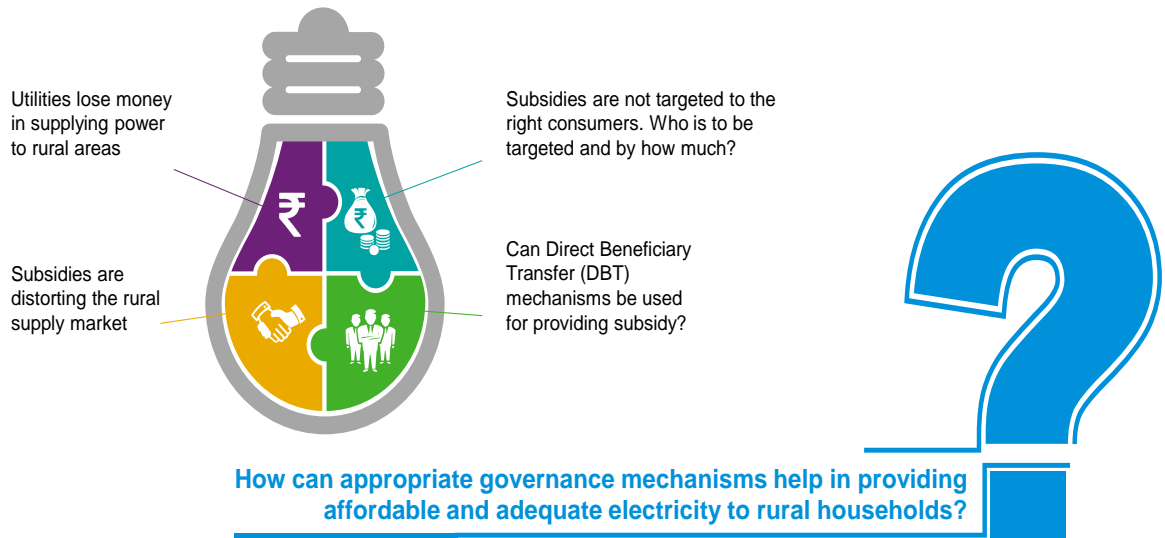 Utilities lose money
in supplying power
to rural areas
Subsidies are not targeted to the
right consumers. Who is to be
targeted and by how much?
₹
₹
Subsidies are
distorting the rural
supply market
Can Direct Beneficiary
Transfer (DBT)
mechanisms be used
for providing subsidy?
How can appropriate governance mechanisms help in providing
affordable and adequate electricity to rural households?
?